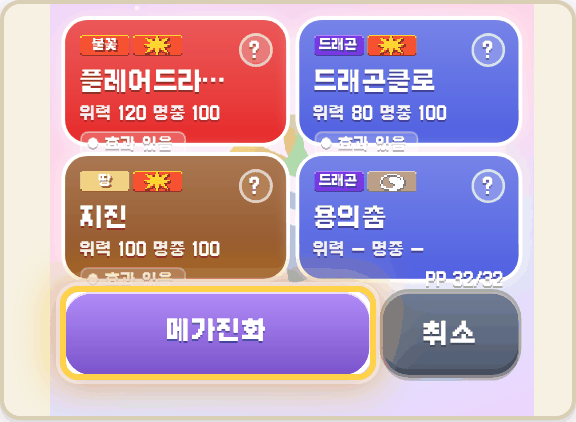 불꽃
?
플레어드라…
위력 120 명중 100
효과 있음
드래곤
?
드래곤클로
위력 80 명중 100
효과 있음
땅
?
지진
위력 100 명중 100
효과 있음
드래곤
?
용의춤
위력 — 명중 —
PP 32/32
메가진화
취소